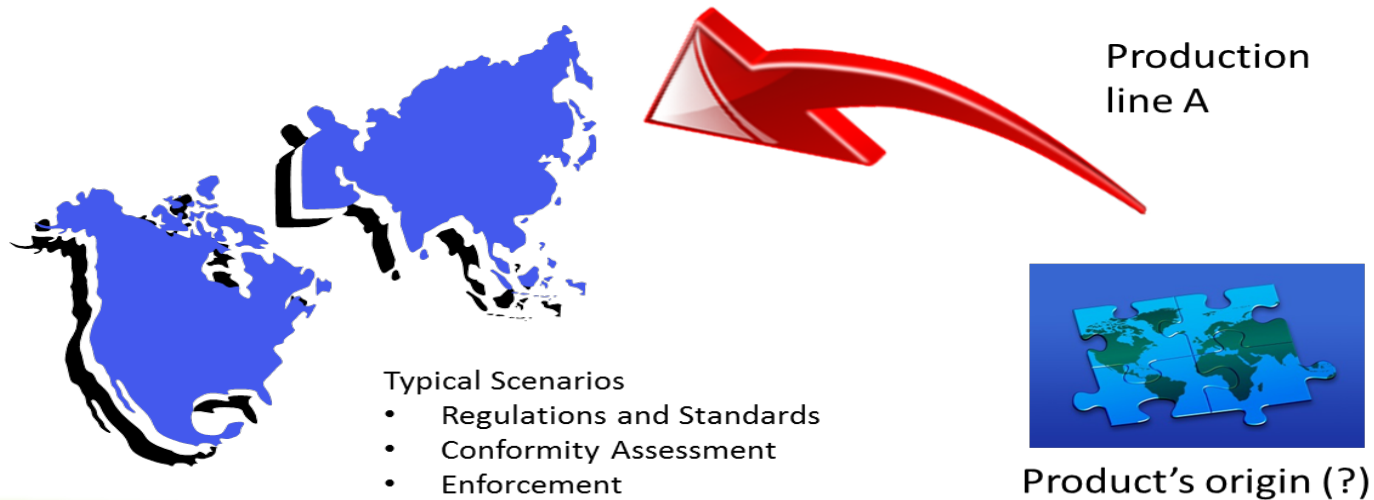 Production
line A
Typical Scenarios
• Regulations and Standards
• Conformity Assessment
• Enforcement
Product's origin (?)